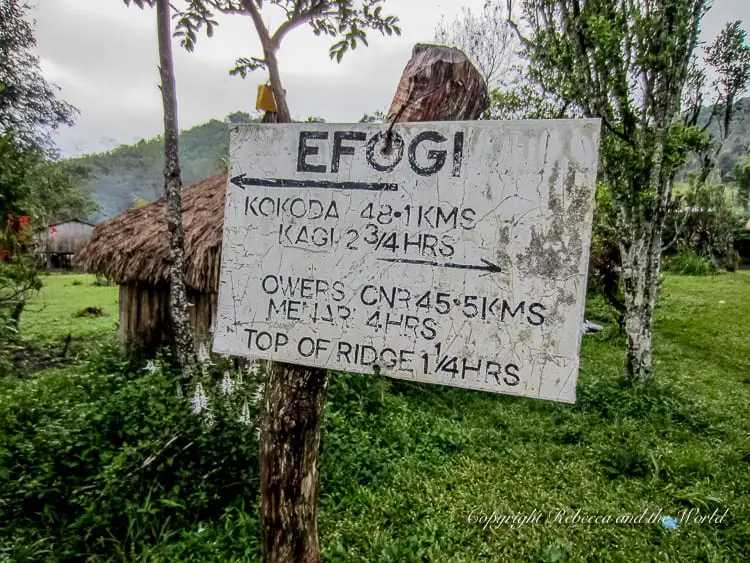 EFOGI
KOKODA 48·1KMS
KAGI 2 3/4HRS
OWERS CNR 45·5KMS
MENARI 4HRS
TOP OF RIDGE 1 1/4HRS
Copyright Rebecca and the World